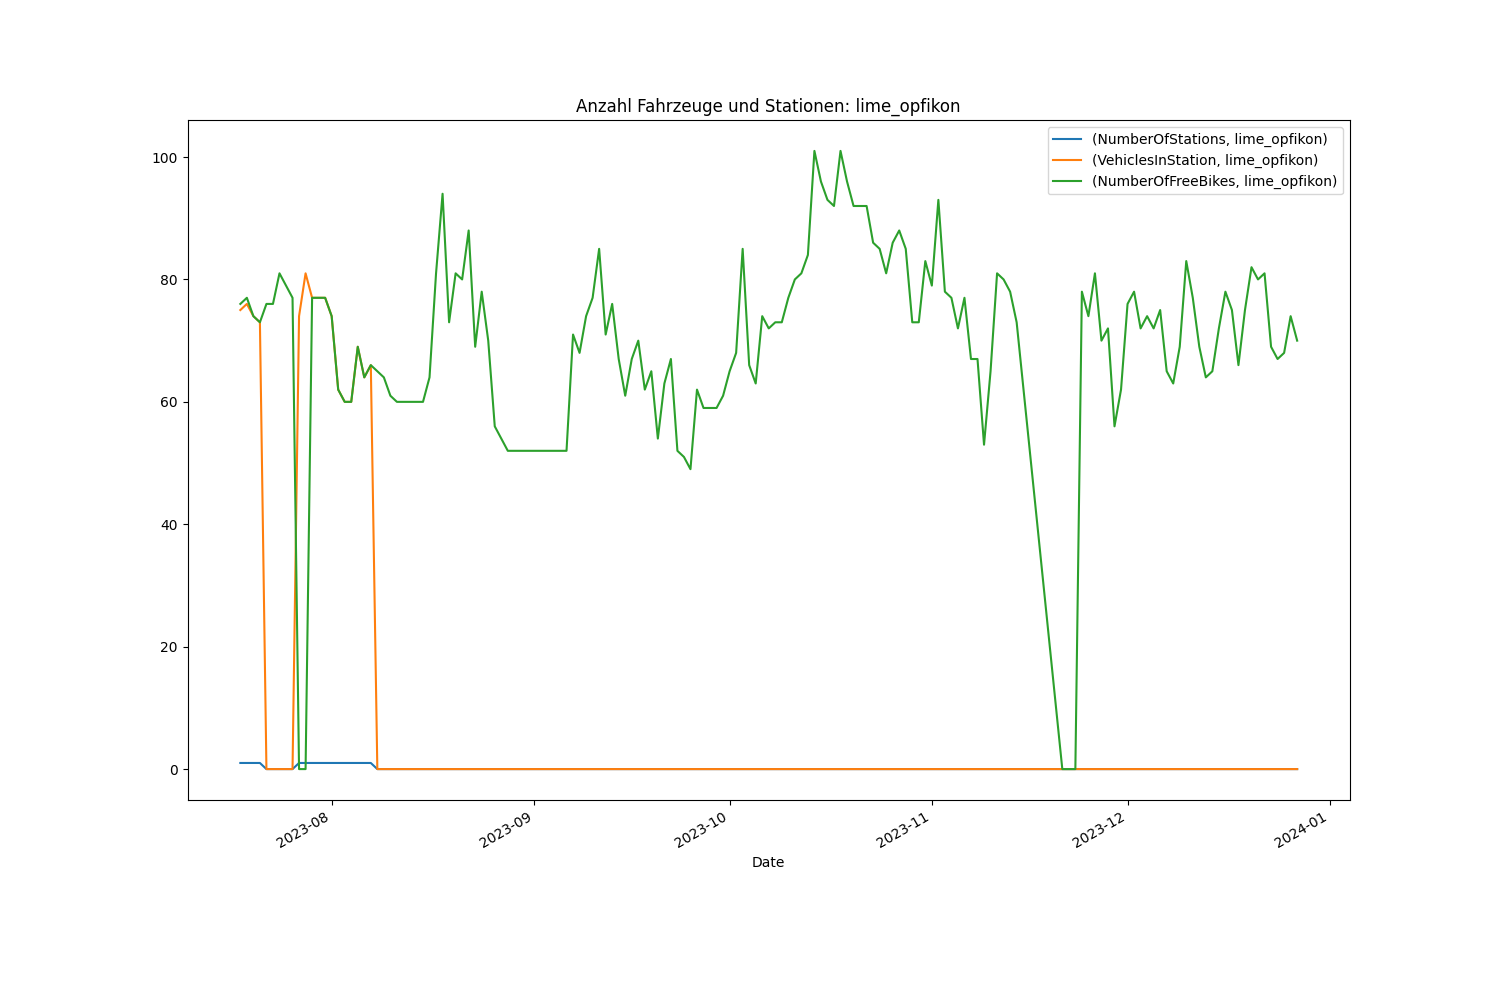 Anzahl Fahrzeuge und Stationen: lime_opfikon
(NumberOfStations, lime_opfikon)
(VehiclesInStation, lime_opfikon)
(NumberOfFreeBikes, lime_opfikon)
100
80
60
40
20
0
2023-08
2023-09
2023-10
2023-11
2023-12
2024-01
Date